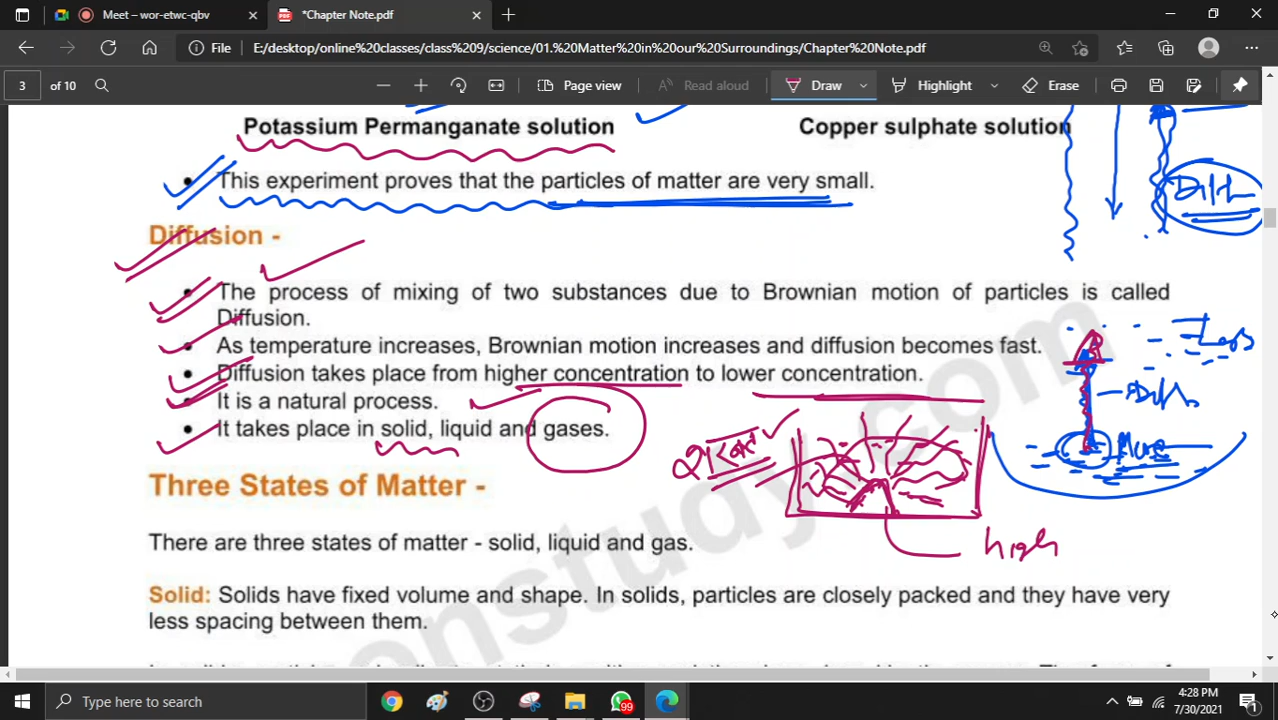 Meet – wor-etwc-qbv
*Chapter Note.pdf
File E:/desktop/online%20classes/class%209/science/01.%20Matter%20in%20our%20Surroundings/Chapter%20Note.pdf
3 of 10 Page view Read aloud Draw Highlight Erase
Potassium Permanganate solution Copper sulphate solution
This experiment proves that the particles of matter are very small.
Diffusion -
The process of mixing of two substances due to Brownian motion of particles is called
Diffusion.
As temperature increases, Brownian motion increases and diffusion becomes fast.
Less
Diffusion takes place from higher concentration to lower concentration.
It is a natural process.
It takes place in solid, liquid and gases.
More
Three States of Matter -
There are three states of matter - solid, liquid and gas.
high
Solid: Solids have fixed volume and shape. In solids, particles are closely packed and they have very
less spacing between them.
study.com
Type here to search
99
4:28 PM
7/30/2021
1